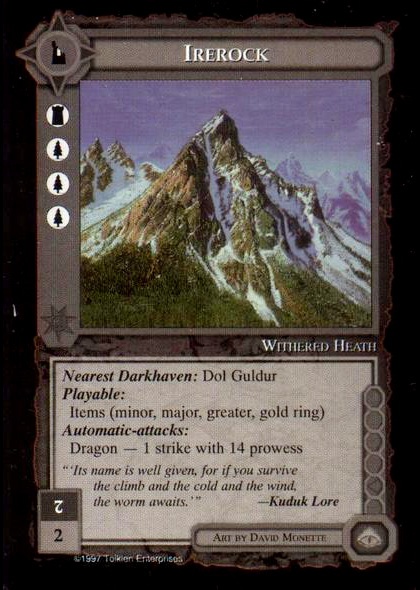 IREROCK
WITHERED HEATH
Nearest Darkhaven: Dol Guldur
Playable:
Items (minor, major, greater, gold ring)
Automatic-attacks:
Dragon — 1 strike with 14 prowess
“‘Its name is well given, for if you survive
the climb and the cold and the wind,
the worm awaits.’” —Kuduk Lore
2
2
ART BY DAVID MONETTE
©1997 Tolkien Enterprises